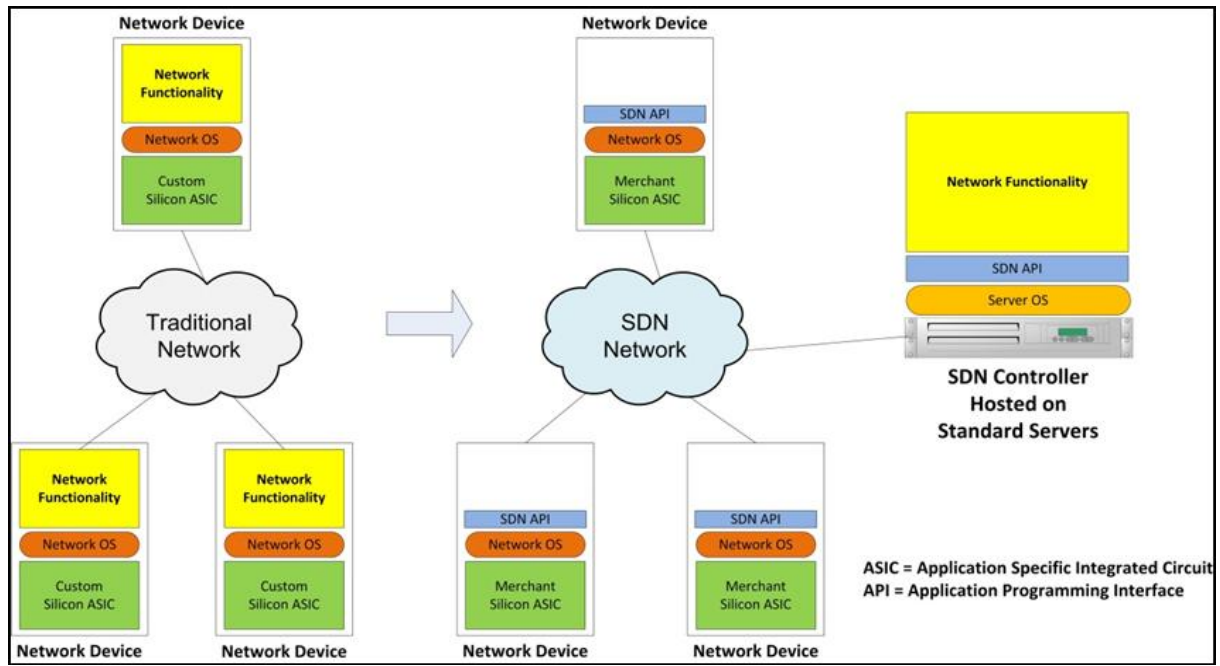 Network Device
Network
Functionality
Network OS
Custom
Silicon ASIC
Traditional
Network
Network
Functionality
Network OS
Custom
Silicon ASIC
Network Device
Network
Functionality
Network OS
Custom
Silicon ASIC
Network Device
Network Device
SDN API
Network OS
Merchant
Silicon ASIC
SDN
Network
SDN API
Network OS
Merchant
Silicon ASIC
Network Device
SDN API
Network OS
Merchant
Silicon ASIC
Network Device
Network Functionality
SDN API
Server OS
SDN Controller
Hosted on
Standard Servers
ASIC = Application Specific Integrated Circuit
API = Application Programming Interface